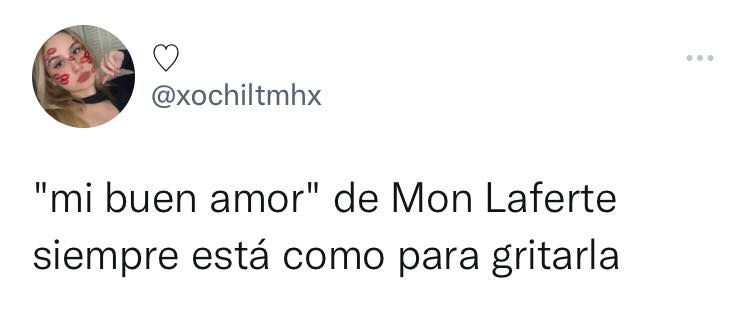 ♡
@xochiltmhx
"mi buen amor" de Mon Laferte
siempre está como para gritarla